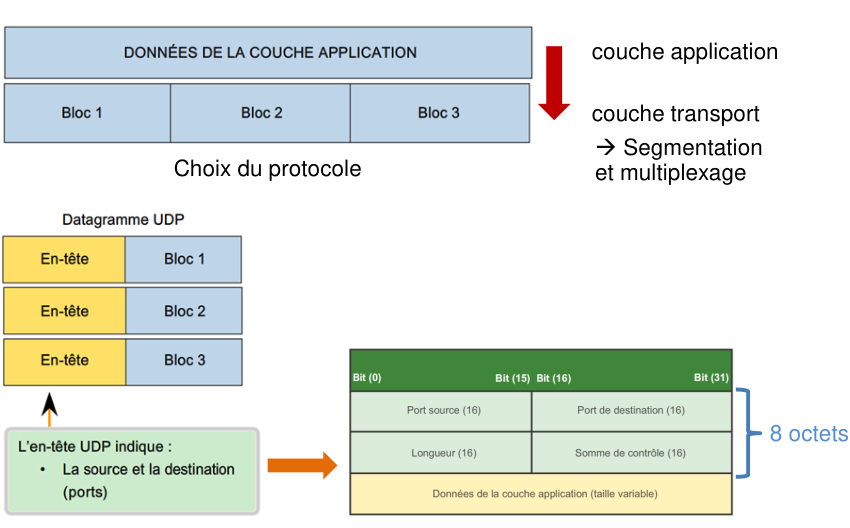 DONNÉES DE LA COUCHE APPLICATION
couche application
Bloc 1
Bloc 2
Bloc 3
couche transport
→ Segmentation
et multiplexage
Choix du protocole
Datagramme UDP
En-tête
Bloc 1
En-tête
Bloc 2
En-tête
Bloc 3
L'en-tête UDP indique :
• La source et la destination
(ports)
Bit (0)
Bit (15)
Bit (16)
Bit (31)
Port source (16)
Port de destination (16)
Longueur (16)
Somme de contrôle (16)
Données de la couche application (taille variable)
8 octets